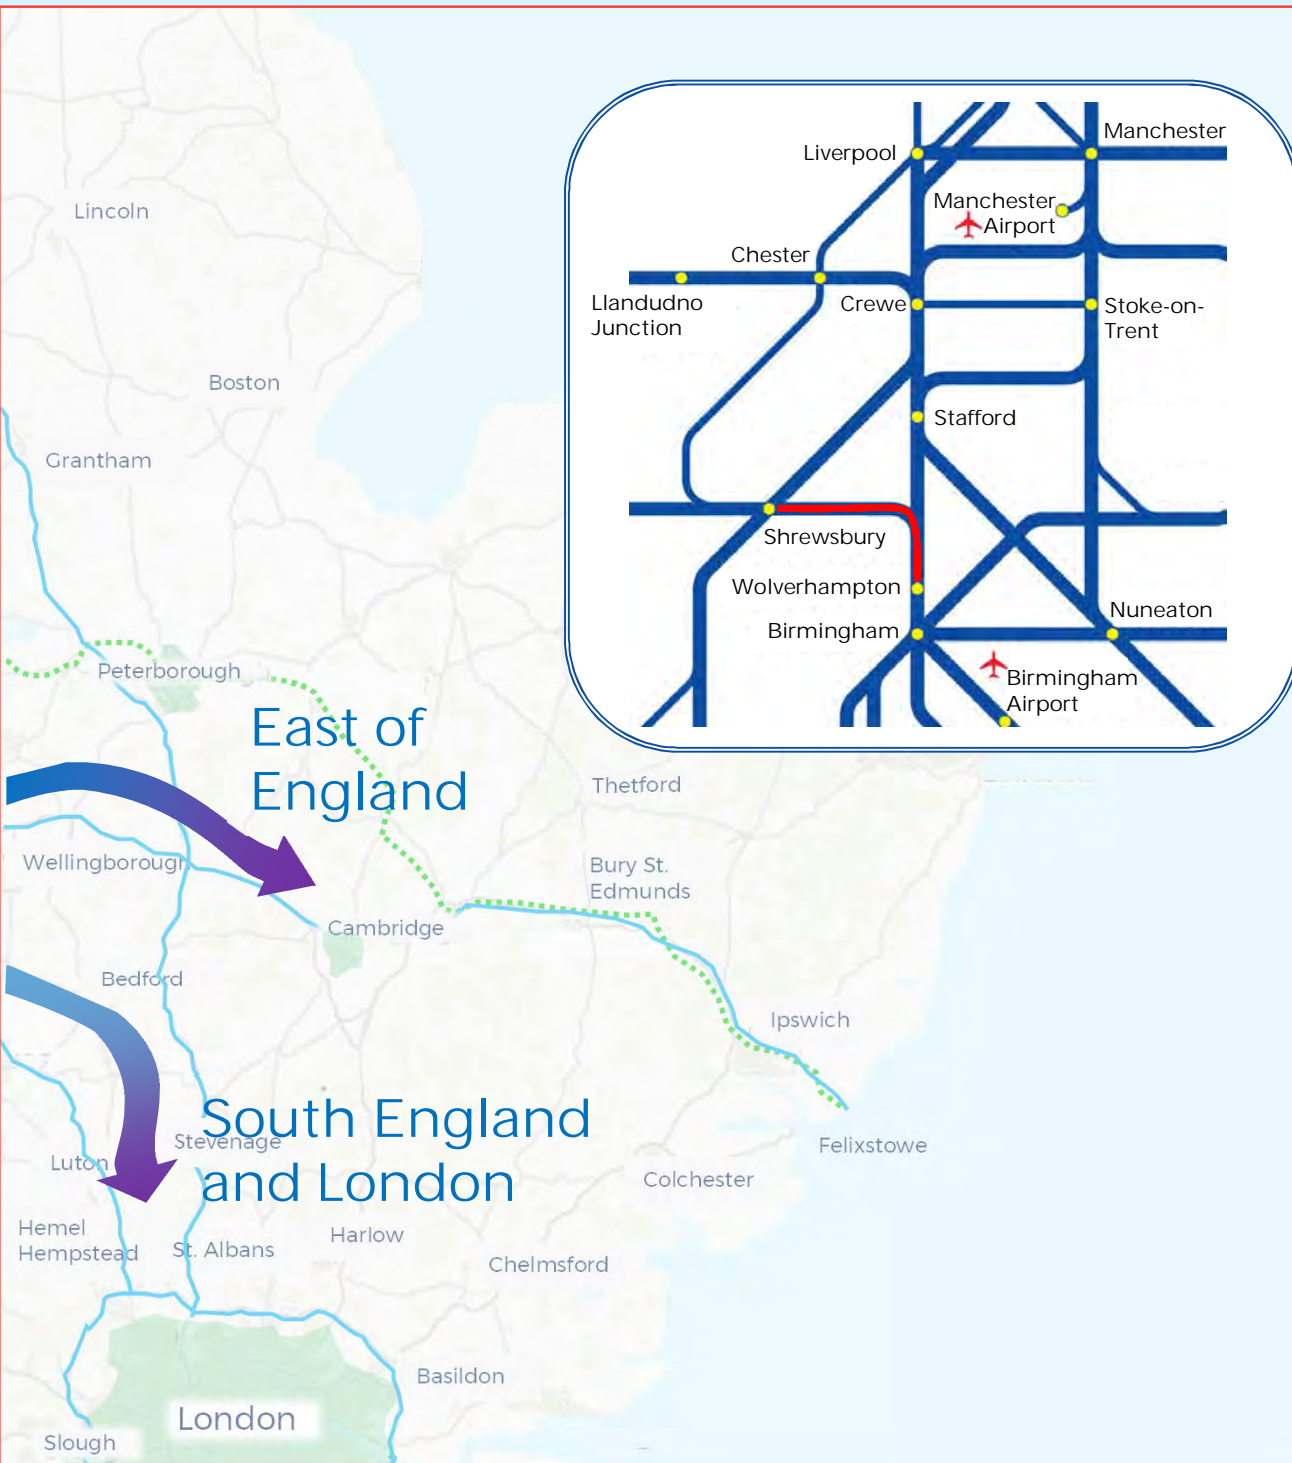 Manchester
Liverpool
Manchester
Airport
Chester
Llandudno
Junction
Crewe
Stoke-on-
Trent
Stafford
Shrewsbury
Wolverhampton
Birmingham
Nuneaton
Birmingham
Airport
Lincoln
Boston
Grantham
Peterborough
East of
England
Thetford
Wellingborough
Bury St.
Edmunds
Cambridge
Bedford
Ipswich
South England
and London
Stevenage
Luton
Felixstowe
Colchester
Hemel
Hempstead
St. Albans
Harlow
Chelmsford
Basildon
London
Slough